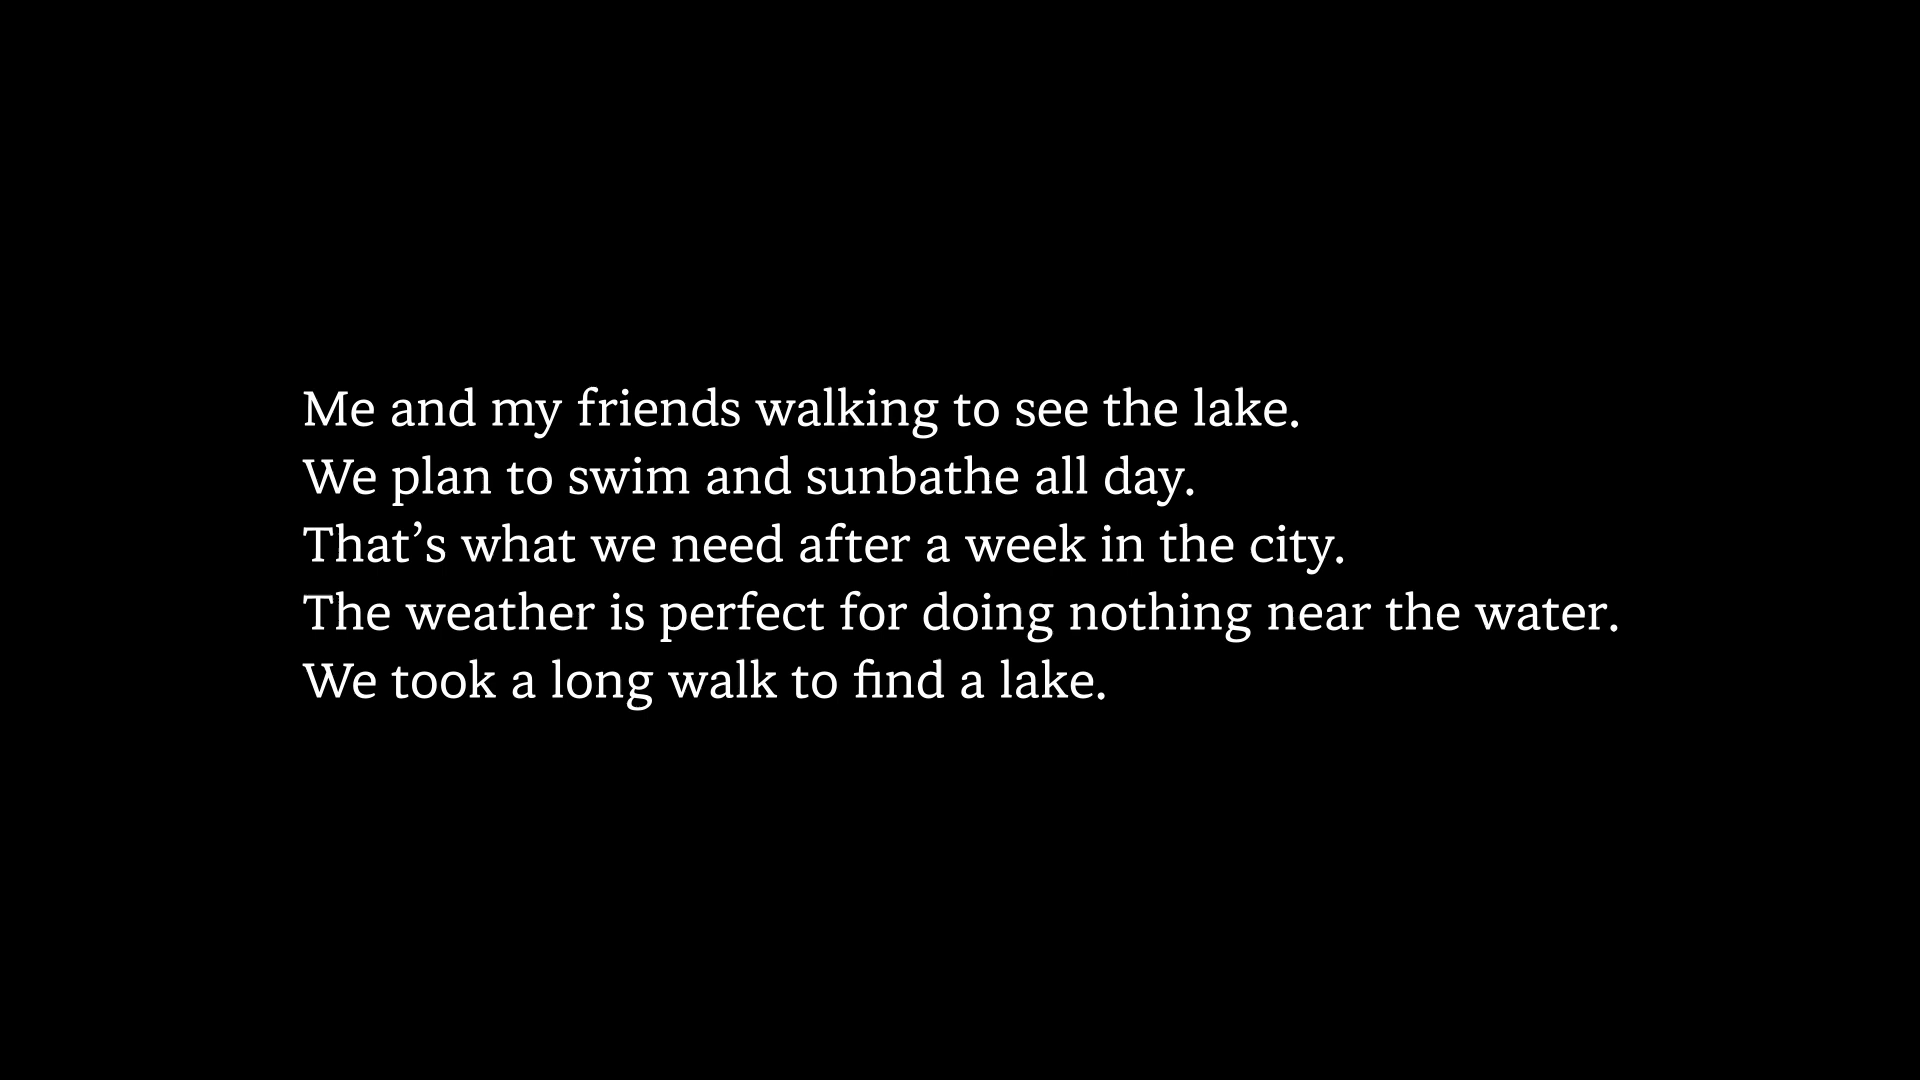 Me and my friends walking to see the lake.
We plan to swim and sunbathe all day.
That’s what we need after a week in the city.
The weather is perfect for doing nothing near the water.
We took a long walk to find a lake.